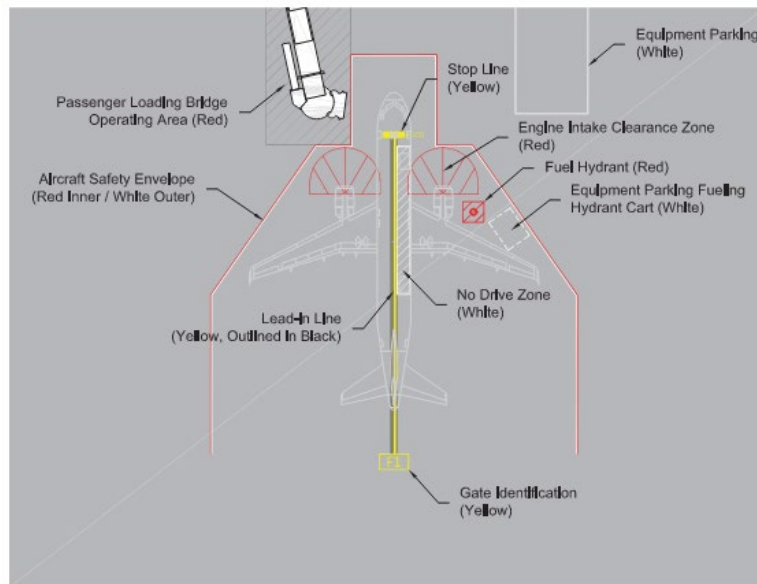 Equipment Parking
(White)
Stop Line
(Yellow)
Passenger Loading Bridge
Operating Area (Red)
Engine Intake Clearance Zone
(Red)
Fuel Hydrant (Red)
Aircraft Safety Envelope
(Red Inner / White Outer)
Equipment Parking Fueling
Hydrant Cart (White)
No Drive Zone
(White)
Lead-in Line
(Yellow, Outlined in Black)
F1
Gate Identification
(Yellow)